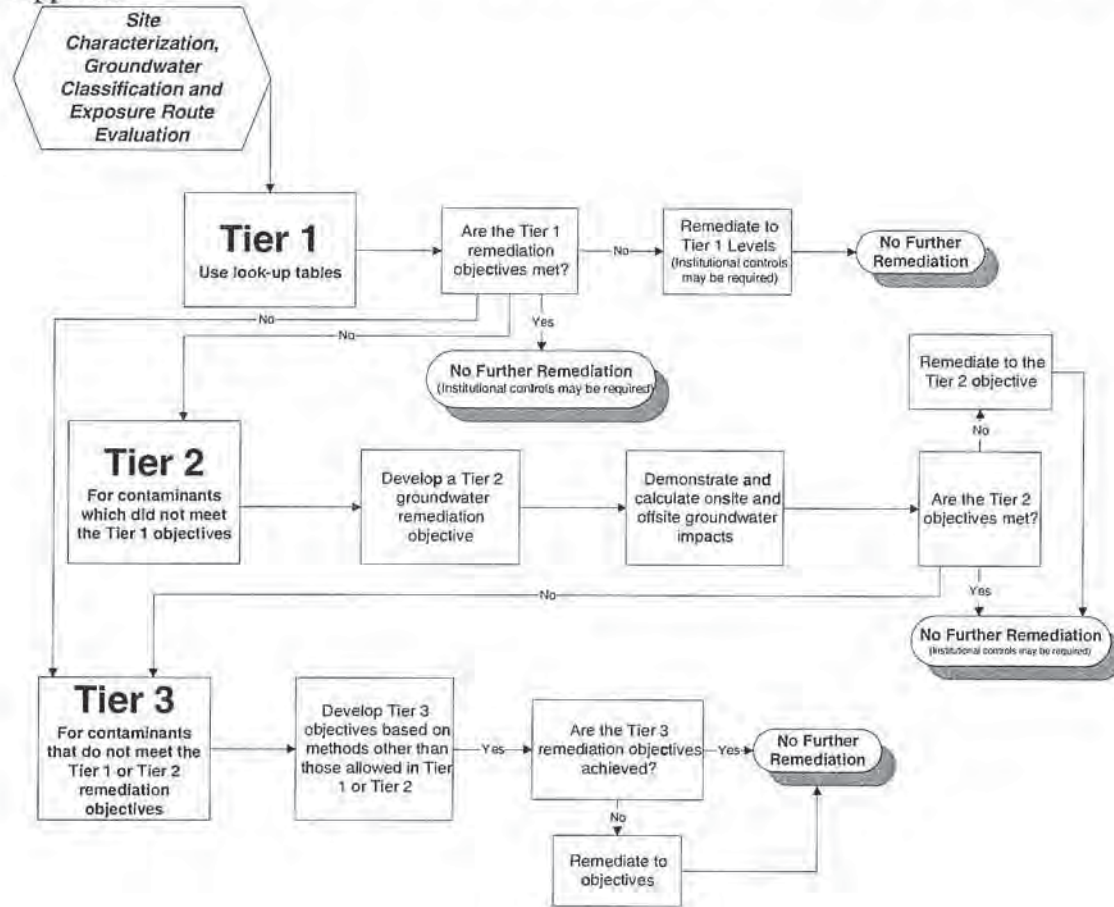 Site
Characterization,
Groundwater
Classification and
Exposure Route
Evaluation
Tier 1
Use look-up tables
Are the Tier 1
remediation
objectives met?
No
Remediate to
Tier 1 Levels
(Institutional controls
may be required)
No Further
Remediation
No
No
Yes
No Further Remediation
(Institutional controls may be required)
Remediate to the
Tier 2 objective
No
Tier 2
For contaminants
which did not meet
the Tier 1 objectives
Develop a Tier 2
groundwater
remediation
objective
Demonstrate and
calculate onsite and
offsite groundwater
impacts
Are the Tier 2
objectives met?
No
Yes
No Further Remediation
(Institutional controls may be required)
Tier 3
For contaminants
that do not meet the
Tier 1 or Tier 2
remediation
objectives
Develop Tier 3
objectives based on
methods other than
those allowed in Tier
1 or Tier 2
Yes
Are the Tier 3
remediation objectives
achieved?
Yes
No Further
Remediation
No
Remediate to
objectives